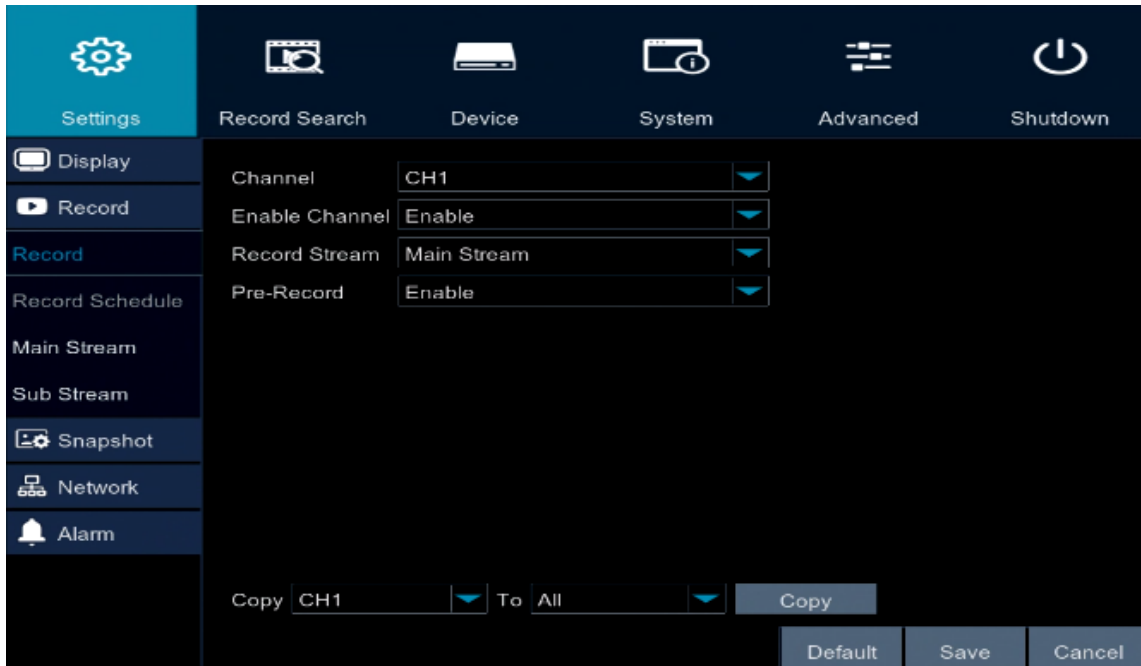 Settings Record Search Device System Advanced Shutdown
Display
Record
Record
Record Schedule
Main Stream
Sub Stream
Snapshot
Network
Alarm
Channel CH1
Enable Channel Enable
Record Stream Main Stream
Pre-Record Enable
Copy CH1 To All Copy
Default Save Cancel